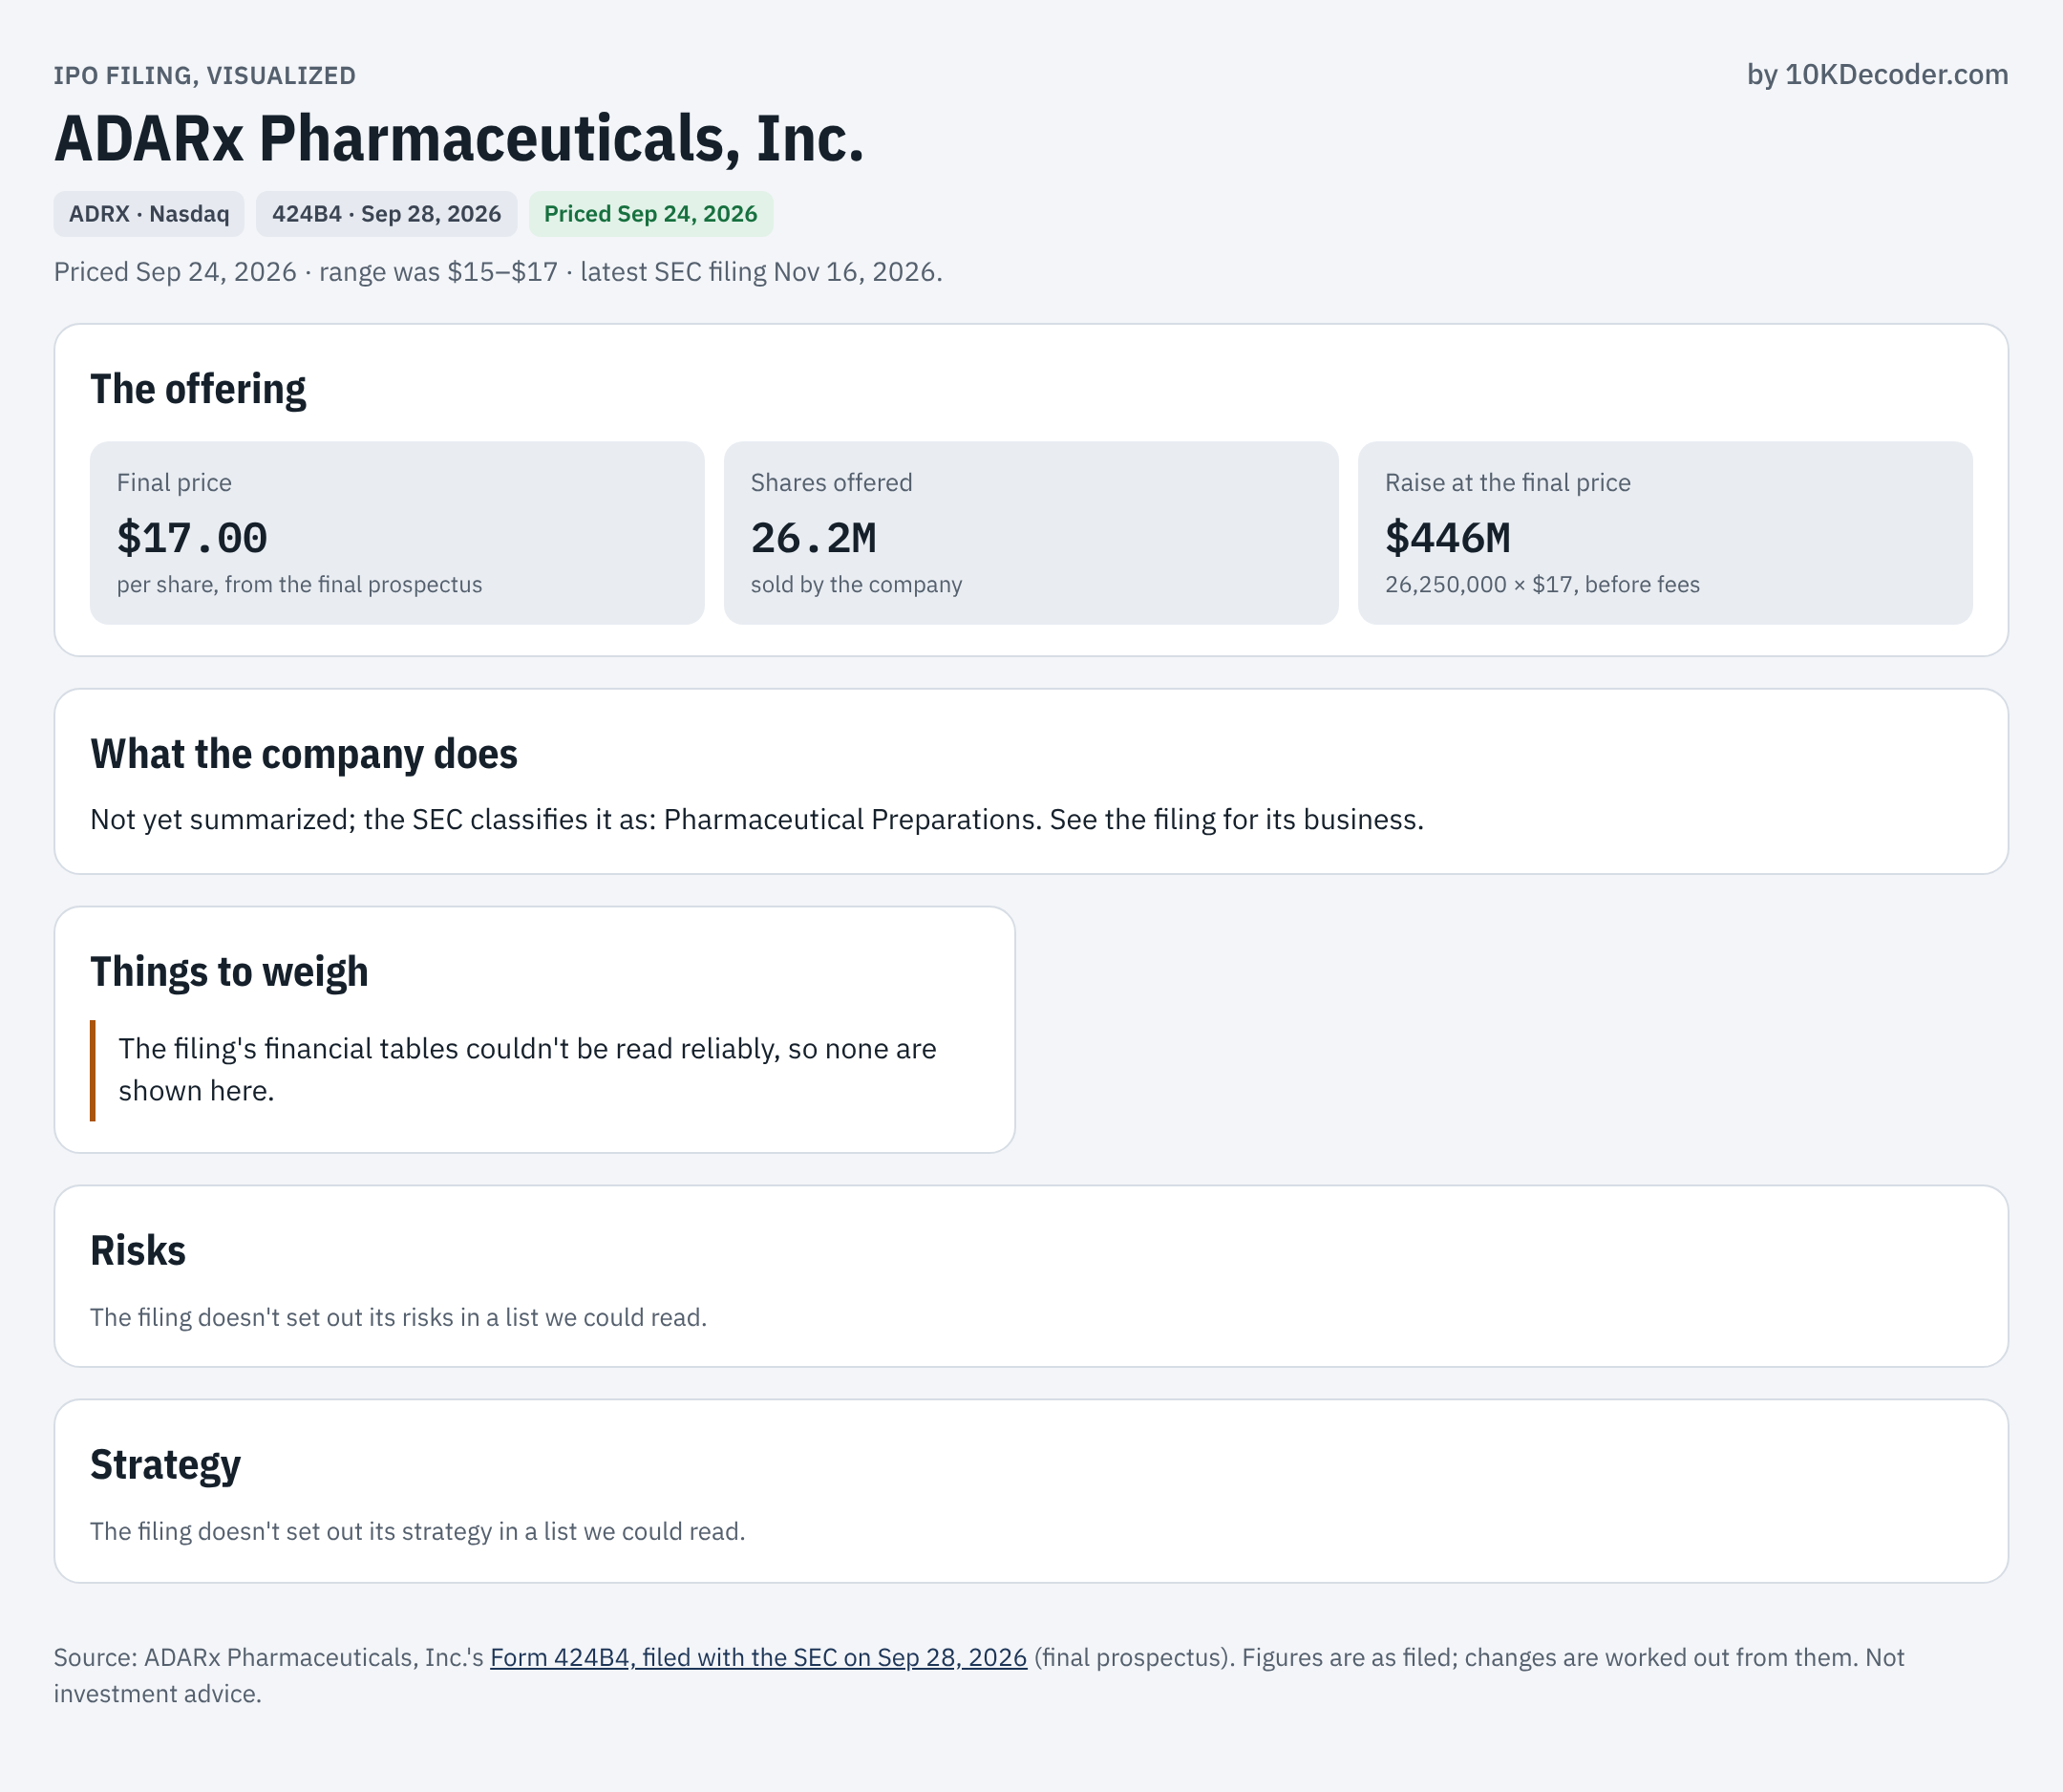 IPO FILING, VISUALIZED
by 10KDecoder.com
ADARx Pharmaceuticals, Inc.
ADRX · Nasdaq
424B4 · Sep 28, 2026
Priced Sep 24, 2026
Priced Sep 24, 2026 · range was $15–$17 · latest SEC filing Nov 16, 2026.
The offering
Final price
$17.00
per share, from the final prospectus
Shares offered
26.2M
sold by the company
Raise at the final price
$446M
26,250,000 × $17, before fees
What the company does
Not yet summarized; the SEC classifies it as: Pharmaceutical Preparations. See the filing for its business.
Things to weigh
The filing's financial tables couldn't be read reliably, so none are
shown here.
Risks
The filing doesn't set out its risks in a list we could read.
Strategy
The filing doesn't set out its strategy in a list we could read.
Source: ADARx Pharmaceuticals, Inc.'s Form 424B4, filed with the SEC on Sep 28, 2026 (final prospectus). Figures are as filed; changes are worked out from them. Not
investment advice.